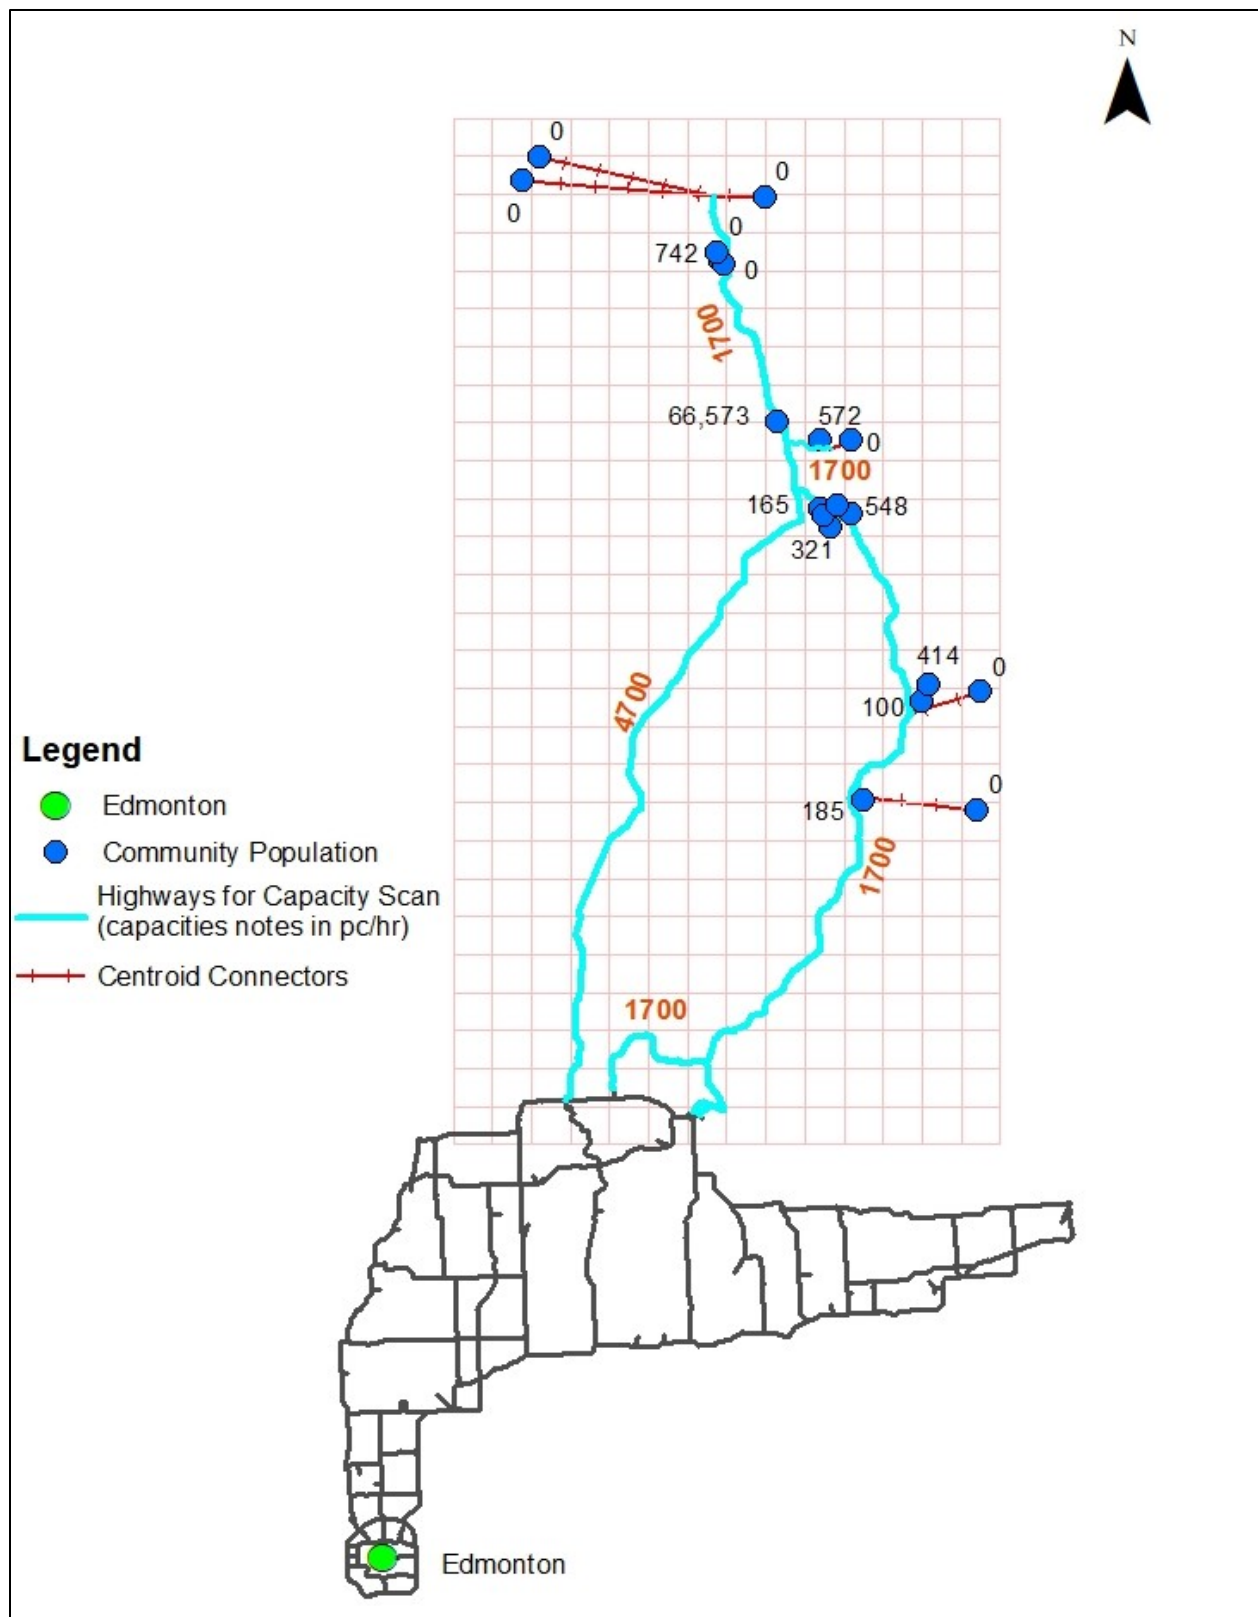 N
0
0
0
0
742
0
1700
66,573
572
0
1700
165
548
321
414
0
100
4700
0
185
1700
1700
Legend
Edmonton
Community Population
Highways for Capacity Scan
(capacities notes in pc/hr)
Centroid Connectors
Edmonton